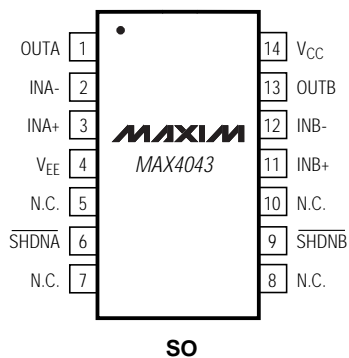 OUTA 1
INA- 2
INA+ 3
VEE 4
N.C. 5
SHDNA 6
N.C. 7
MAXIM
MAX4043
14 VCC
13 OUTB
12 INB-
11 INB+
10 N.C.
9 SHDNB
8 N.C.
SO